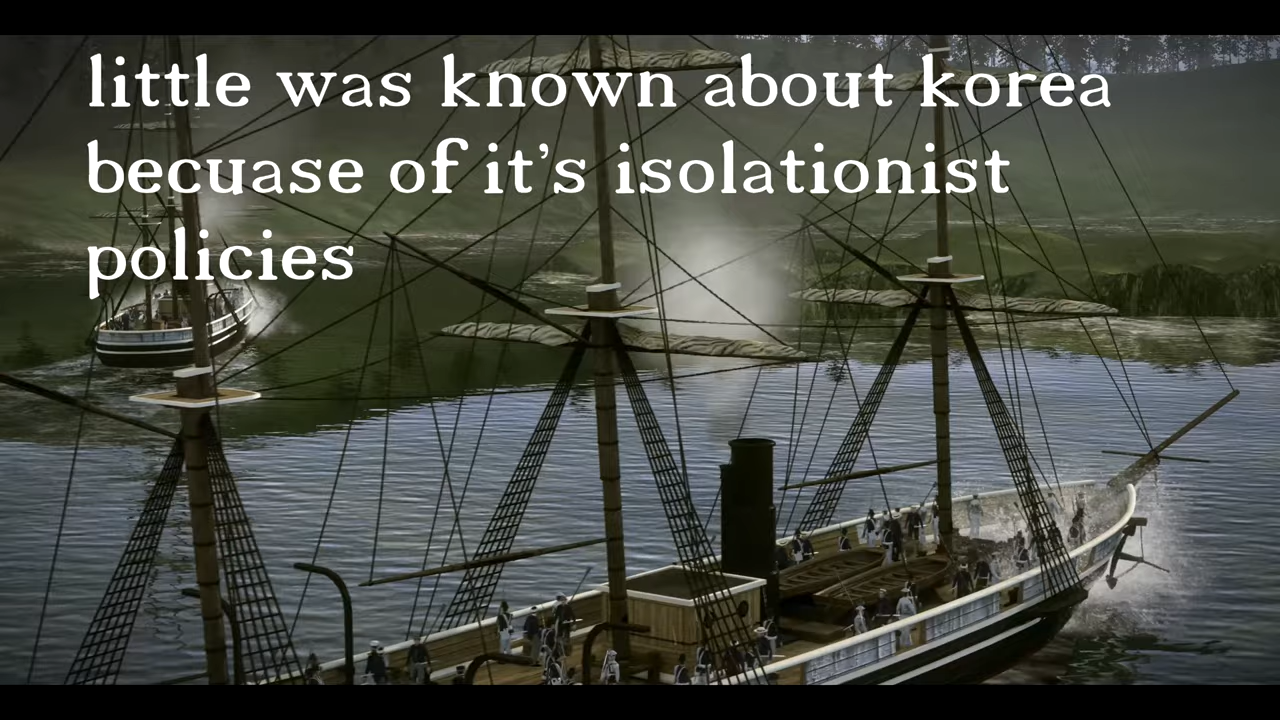 little was known about korea
becuase of it's isolationist
policies